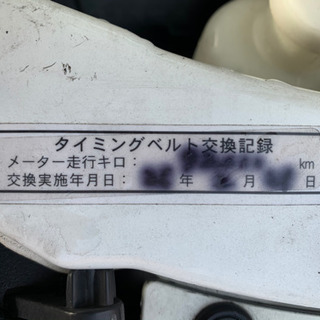 タイミングベルト交換記録
メーター走行キロ: km
交換実施年月日: 年 月 日